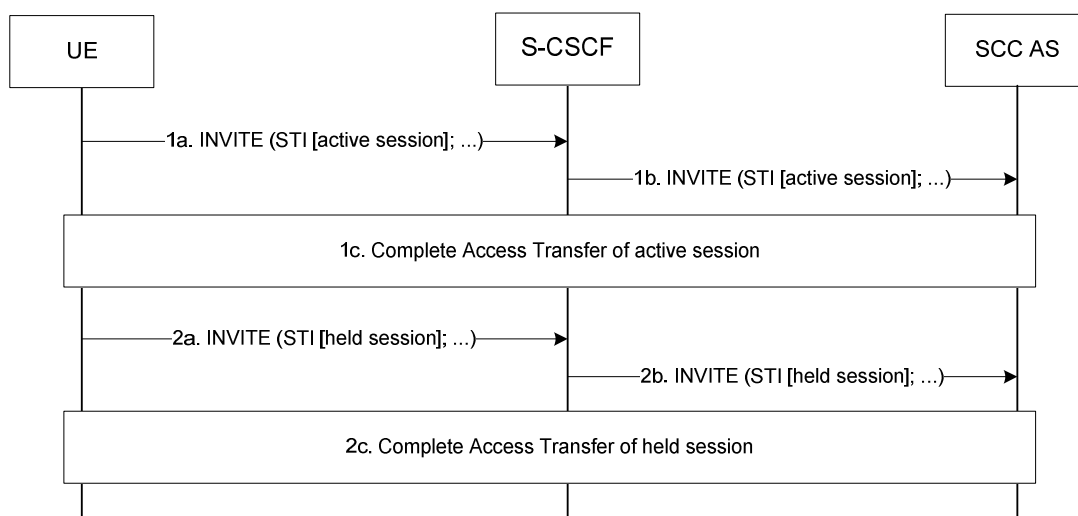 UE
S-CSCF
SCC AS
1a. INVITE (STI [active session]; ...)
1b. INVITE (STI [active session]; ...)
1c. Complete Access Transfer of active session
2a. INVITE (STI [held session]; ...)
2b. INVITE (STI [held session]; ...)
2c. Complete Access Transfer of held session